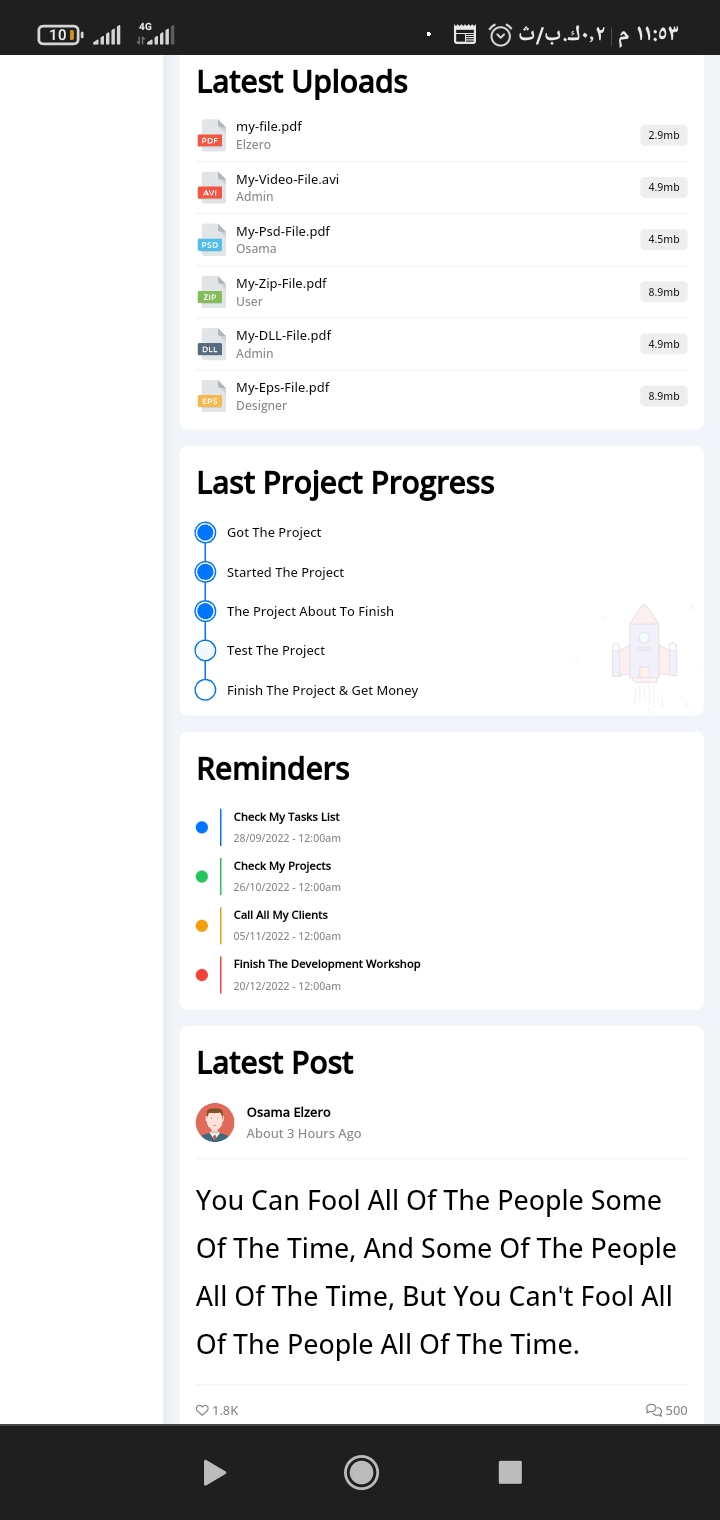 10
4G
١١:٥٣ م | ٠,٢ك.ب/ث
Latest Uploads
PDF
my-file.pdf
Elzero
2.9mb
AVI
My-Video-File.avi
Admin
4.9mb
PSD
My-Psd-File.pdf
Osama
4.5mb
ZIP
My-Zip-File.pdf
User
8.9mb
DLL
My-DLL-File.pdf
Admin
4.9mb
EPS
My-Eps-File.pdf
Designer
8.9mb
Last Project Progress
Got The Project
Started The Project
The Project About To Finish
Test The Project
Finish The Project & Get Money
Reminders
Check My Tasks List
28/09/2022 - 12:00am
Check My Projects
26/10/2022 - 12:00am
Call All My Clients
05/11/2022 - 12:00am
Finish The Development Workshop
20/12/2022 - 12:00am
Latest Post
Osama Elzero
About 3 Hours Ago
You Can Fool All Of The People Some
Of The Time, And Some Of The People
All Of The Time, But You Can't Fool All
Of The People All Of The Time.
1.8K
500